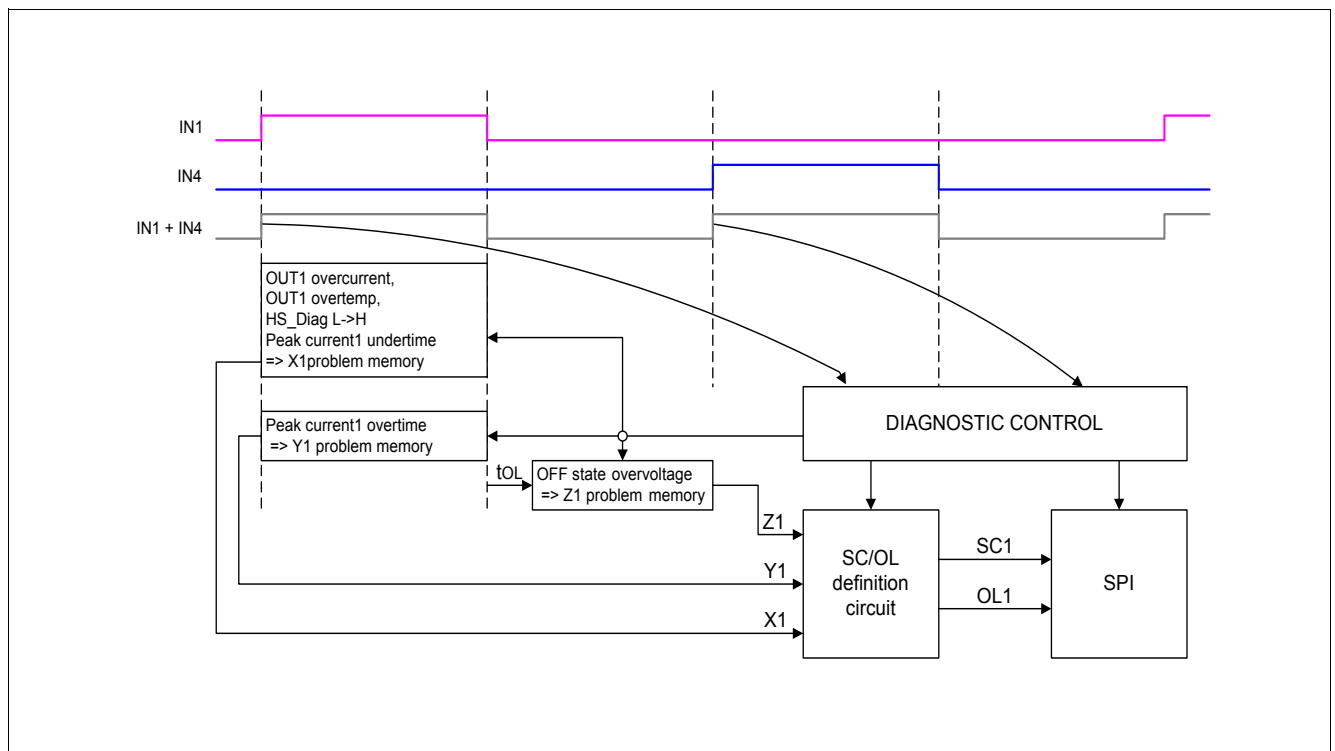 IN1
IN4
IN1 + IN4
OUT1 overcurrent,
OUT1 overtemp,
HS_Diag L->H
Peak current1 undertime
=> X1problem memory
DIAGNOSTIC CONTROL
Peak current1 overtime
=> Y1 problem memory
tOL
OFF state overvoltage
=> Z1 problem memory
Z1
Y1
X1
SC/OL
definition
circuit
SC1
OL1
SPI